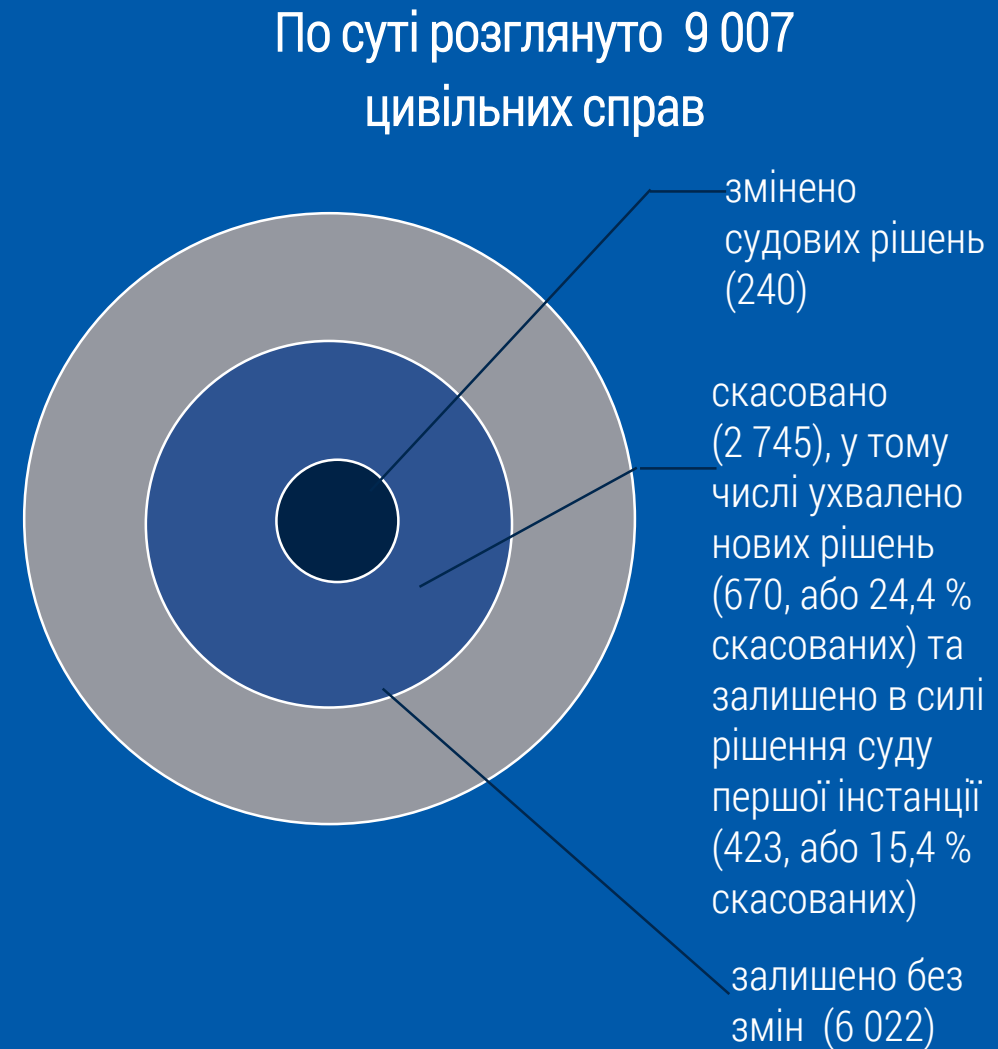 По суті розглянуто 9 007
цивільних справ
змінено
судових рішень
(240)
скасовано
(2 745), у тому
числі ухвалено
нових рішень
(670, або 24,4 %
скасованих) та
залишено в силі
рішення суду
першої інстанції
(423, або 15,4 %
скасованих)
залишено без
змін (6 022)